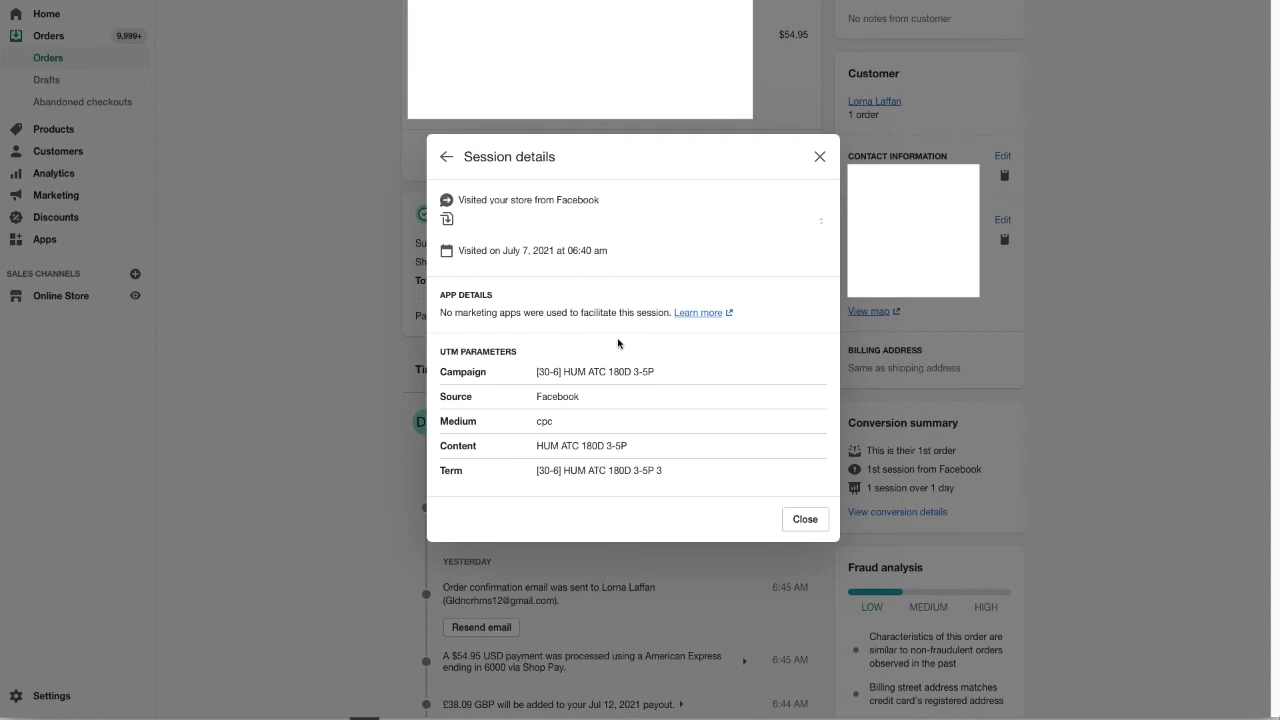 Home
Orders
9,999+
Orders
Drafts
Abandoned checkouts
Products
Customers
Analytics
Marketing
Discounts
Apps
SALES CHANNELS
Online Store
Settings
$54.95
Session details
Visited your store from Facebook
:
Visited on July 7, 2021 at 06:40 am
APP DETAILS
No marketing apps were used to facilitate this session. Learn more
UTM PARAMETERS
Campaign [30-6] HUM ATC 180D 3-5P
Source Facebook
Medium cpc
Content HUM ATC 180D 3-5P
Term [30-6] HUM ATC 180D 3-5P 3
Close
Su
Sh
To
Pa
Ti
D
YESTERDAY
Order confirmation email was sent to Lorna Laffan 6:45 AM
(Gldncrhms12@gmail.com).
Resend email
A $54.95 USD payment was processed using a American Express 6:45 AM
ending in 6000 via Shop Pay.
£38.09 GBP will be added to your Jul 12, 2021 payout. 6:44 AM
No notes from customer
Customer
Lorna Laffan
1 order
CONTACT INFORMATION Edit
Edit
View map
BILLING ADDRESS
Same as shipping address
Conversion summary
This is their 1st order
1st session from Facebook
1 session over 1 day
View conversion details
Fraud analysis
LOW MEDIUM HIGH
Characteristics of this order are
similar to non-fraudulent orders
observed in the past
Billing street address matches
credit card's registered address